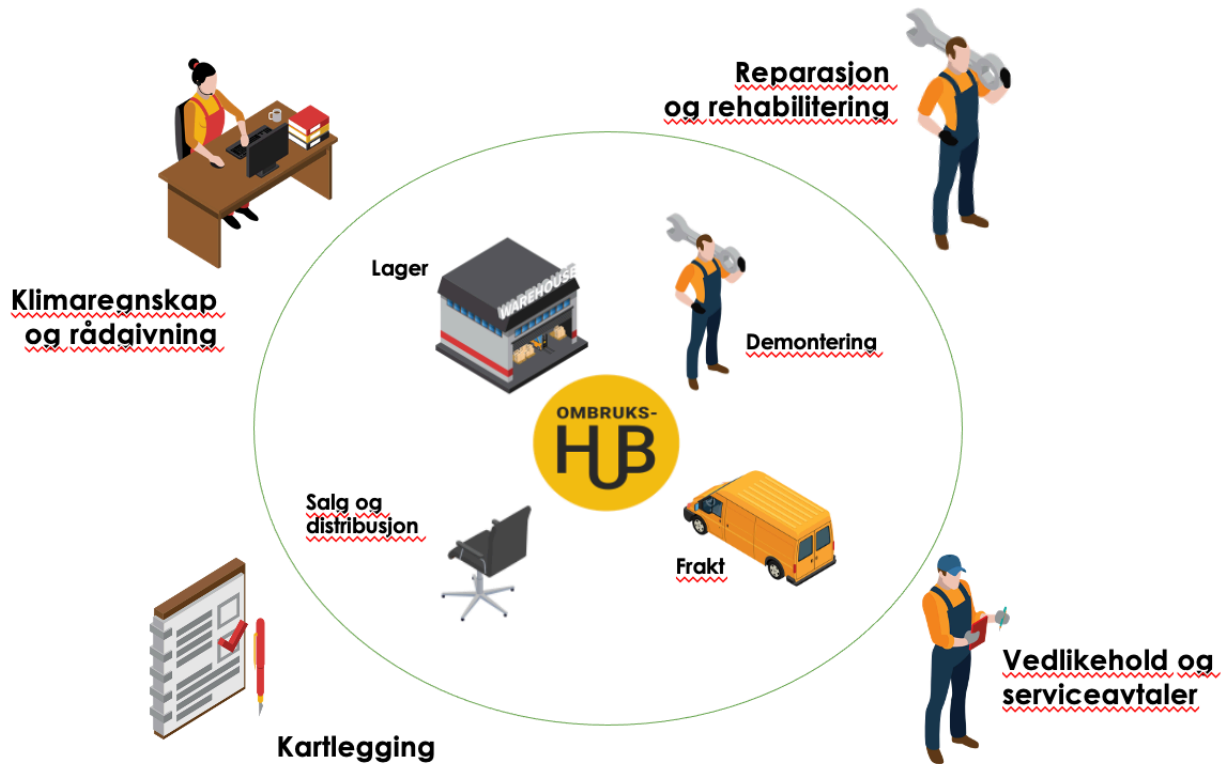 Reparasjon
og rehabilitering
Klimaregnskap
og rådgivning
Lager
WAREHOUSE
Demontering
OMBRUKS-
HUB
Salg og
distribusjon
Frakt
Vedlikehold og
serviceavtaler
Kartlegging